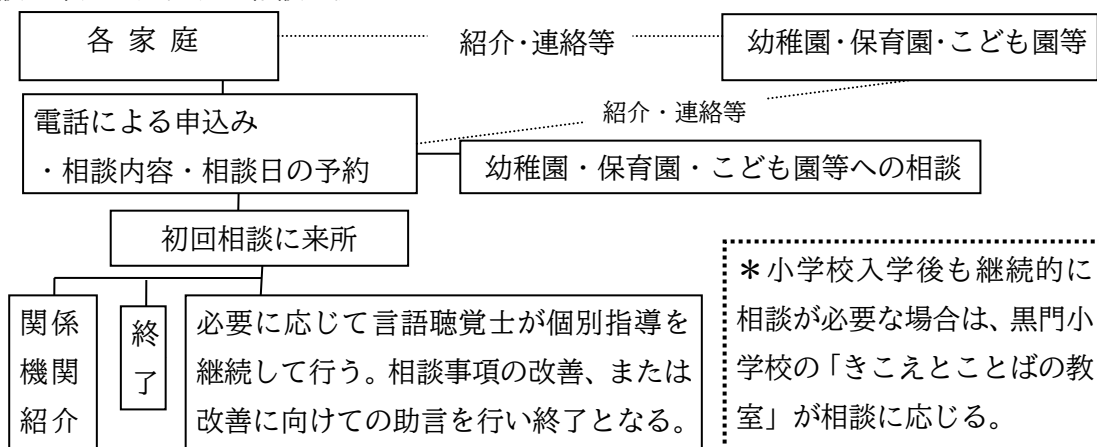 各 家 庭
紹介・連絡等
幼稚園・保育園・こども園等
電話による申込み
・相談内容・相談日の予約
紹介・連絡等
幼稚園・保育園・こども園等への相談
初回相談に来所
関係
機関
紹介
終
了
必要に応じて言語聴覚士が個別指導を
継続して行う。相談事項の改善、または
改善に向けての助言を行い終了となる。
＊小学校入学後も継続的に
相談が必要な場合は、黒門小
学校の「きこえとことばの教
室」が相談に応じる。